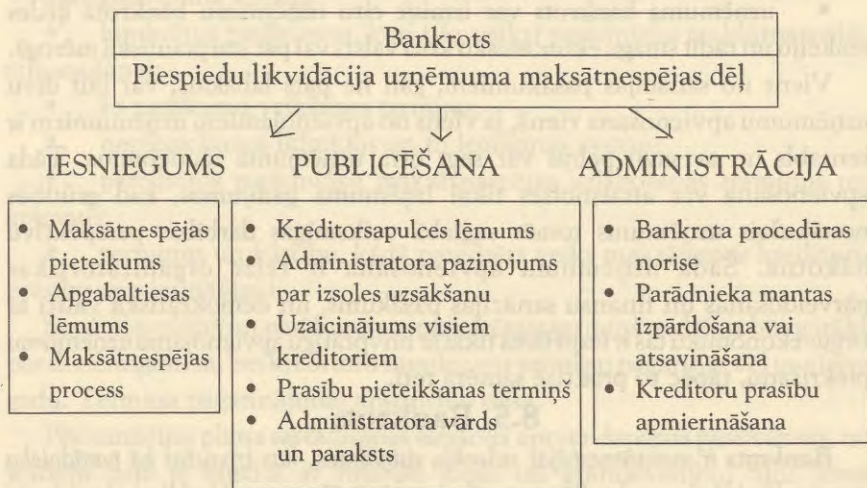 Bankrots
Piespiedu likvidācija uzņēmuma maksātnespējas dēļ
IESNIEGUMS
• Maksātnespējas
pieteikums
• Apgabaltiesas
lēmums
• Maksātnespējas
process
PUBLICĒŠANA
• Kreditorsapulces lēmums
• Administratora paziņojums
par izsoles uzsākšanu
• Uzaicinājums visiem
kreditoriem
• Prasību pieteikšanas termiņš
• Administratora vārds
un paraksts
ADMINISTRĀCIJA
• Bankrota procedūras
norise
• Parādnieka mantas
izpārdošana vai
atsavināšana
• Kreditoru prasību
apmierināšana